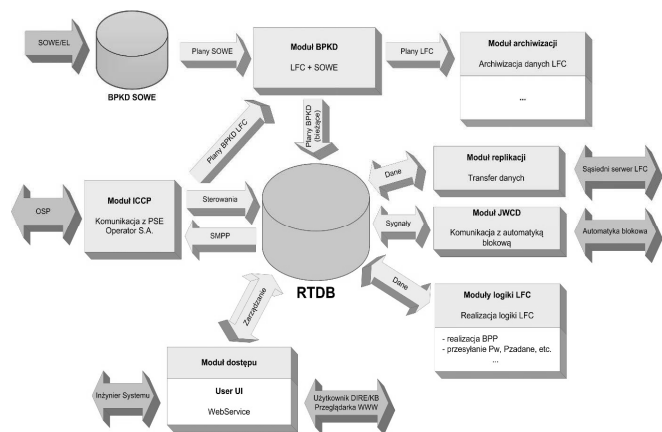 SOWE/EL
BPKD SOWE
Plany SOWE
Moduł BPKD
LFC + SOWE
Plany LFC
Moduł archiwizacji
Archiwizacja danych LFC
...
Plany BPKD LFC
Plany BPKD
(bieżące)
OSP
Moduł ICCP
Komunikacja z PSE
Operator S.A.
Sterowania
SMPP
RTDB
Dane
Moduł replikacji
Transfer danych
Sąsiedni serwer LFC
Sygnały
Moduł JWCD
Komunikacja z automatyką
blokową
Automatyka blokowa
Dane
Moduły logiki LFC
Realizacja logiki LFC
- realizacja BPP
- przesyłanie Pw, Pzadane, etc.
...
Zarządzanie
Moduł dostępu
User UI
WebService
Inżynier Systemu
Użytkownik DIRE/KB
Przeglądarka WWW